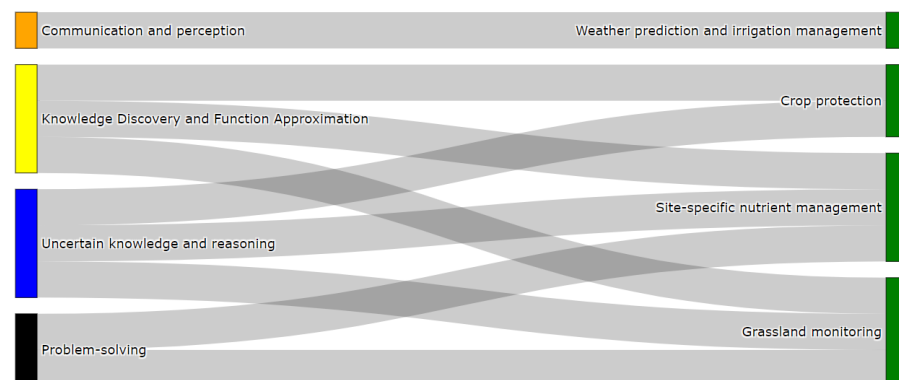 Communication and perception
Weather prediction and irrigation management
Knowledge Discovery and Function Approximation
Crop protection
Uncertain knowledge and reasoning
Site-specific nutrient management
Problem-solving
Grassland monitoring